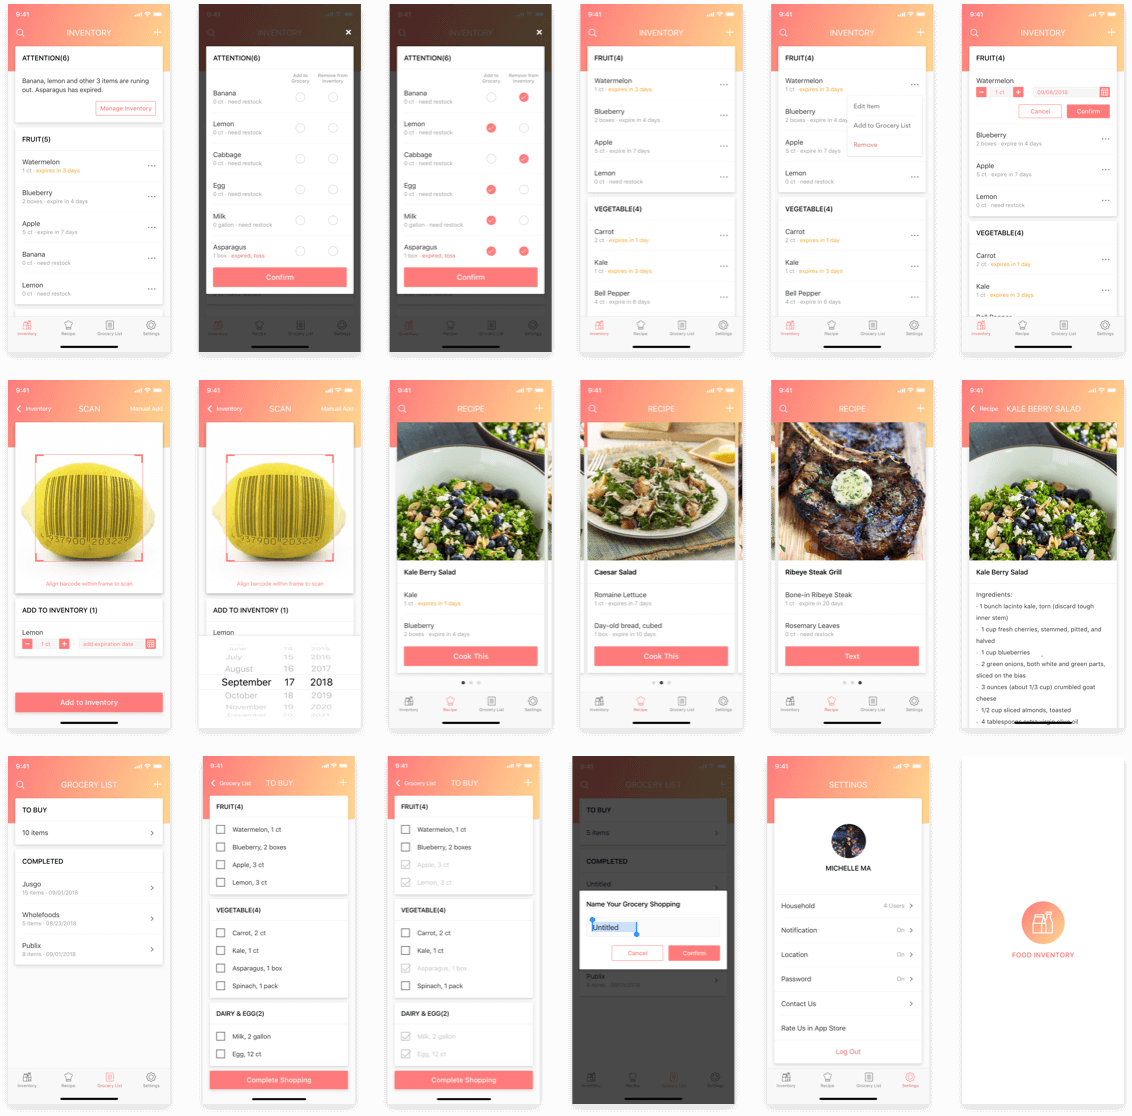 9:41
INVENTORY
ATTENTION(6)
Banana, lemon and other 3 items are runing
out. Asparagus has expired.
Manage Inventory
FRUIT(5)
Watermelon
1 ct · expires in 3 days
Blueberry
2 boxes · expire in 4 days
Apple
5 ct · expire in 7 days
Banana
0 ct · need restock
Lemon
0 ct · need restock
Inventory Recipe Grocery List Settings
9:41
INVENTORY
ATTENTION(6)
Add to Grocery
Remove from Inventory
Banana
0 ct · need restock
Lemon
0 ct · need restock
Cabbage
0 ct · need restock
Egg
0 ct · need restock
Milk
0 gallon · need restock
Asparagus
1 box · expired, toss
Confirm
Inventory Recipe Grocery List Settings
9:41
INVENTORY
ATTENTION(6)
Add to Grocery
Remove from Inventory
Banana
0 ct · need restock
Lemon
0 ct · need restock
Cabbage
0 ct · need restock
Egg
0 ct · need restock
Milk
0 gallon · need restock
Asparagus
1 box · expired, toss
Confirm
Inventory Recipe Grocery List Settings
9:41
INVENTORY
FRUIT(4)
Watermelon
1 ct · expires in 3 days
Blueberry
2 boxes · expire in 4 days
Apple
5 ct · expire in 7 days
Lemon
0 ct · need restock
VEGETABLE(4)
Carrot
2 ct · expires in 1 day
Kale
1 ct · expires in 3 days
Bell Pepper
4 ct · expire in 6 days
Inventory Recipe Grocery List Settings
9:41
INVENTORY
FRUIT(4)
Watermelon
1 ct · expires in 3 days
Edit Item
Add to Grocery List
Remove
Blueberry
2 boxes · expire in 4 day
Apple
5 ct · expire in 7 days
Lemon
0 ct · need restock
VEGETABLE(4)
Carrot
2 ct · expires in 1 day
Kale
1 ct · expires in 3 days
Bell Pepper
4 ct · expire in 6 days
Inventory Recipe Grocery List Settings
9:41
INVENTORY
FRUIT(4)
Watermelon
1 ct 09/08/2018
Cancel Confirm
Blueberry
2 boxes · expire in 4 days
Apple
5 ct · expire in 7 days
Lemon
0 ct · need restock
VEGETABLE(4)
Carrot
2 ct · expires in 1 day
Kale
1 ct · expires in 3 days
Inventory Recipe Grocery List Settings
9:41
Inventory SCAN Manual Add
237900 203229
Align barcode within frame to scan
ADD TO INVENTORY (1)
Lemon
1 ct add expiration date
Add to Inventory
9:41
Inventory SCAN Manual Add
237900 203229
Align barcode within frame to scan
ADD TO INVENTORY (1)
Lemon
June 14 2015
July 15 2016
August 16 2017
September 17 2018
October 18 2019
November 19 2020
9:41
RECIPE
Kale Berry Salad
Kale
1 ct · expires in 1 days
Blueberry
2 boxes · expire in 4 days
Cook This
Inventory Recipe Grocery List Settings
9:41
RECIPE
Caesar Salad
Romaine Lettuce
1 ct · expires in 7 days
Day-old bread, cubed
1 box · expire in 10 days
Cook This
Inventory Recipe Grocery List Settings
9:41
RECIPE
Ribeye Steak Grill
Bone-in Ribeye Steak
1 ct · expire in 20 days
Rosemary Leaves
0 ct · need restock
Text
Inventory Recipe Grocery List Settings
9:41
Recipe KALE BERRY SALAD
Kale Berry Salad
Ingredients:
· 1 bunch lacinto kale, torn (discard tough
inner stem)
· 1 cup fresh cherries, stemmed, pitted, and
halved
· 1 cup blueberries
· 2 green onions, both white and green parts,
sliced on the bias
· 3 ounces (about 1/3 cup) crumbled goat
cheese
· 1/2 cup sliced almonds, toasted
· 4 tablespoons extra virgin olive oil
9:41
GROCERY LIST
TO BUY
10 items
COMPLETED
Jusgo
15 items · 09/01/2018
Wholefoods
5 items · 08/23/2018
Publix
8 items · 09/01/2018
Inventory Recipe Grocery List Settings
9:41
Grocery List TO BUY
FRUIT(4)
Watermelon, 1 ct
Blueberry, 2 boxes
Apple, 3 ct
Lemon, 3 ct
VEGETABLE(4)
Carrot, 2 ct
Kale, 1 ct
Asparagus, 1 box
Spinach, 1 pack
DAIRY & EGG(2)
Milk, 2 gallon
Egg, 12 ct
Complete Shopping
9:41
Grocery List TO BUY
FRUIT(4)
Watermelon, 1 ct
Blueberry, 2 boxes
Apple, 3 ct
Lemon, 3 ct
VEGETABLE(4)
Carrot, 2 ct
Kale, 1 ct
Asparagus, 1 box
Spinach, 1 pack
DAIRY & EGG(2)
Milk, 2 gallon
Egg, 12 ct
Complete Shopping
9:41
GROCERY LIST
TO BUY
5 items
COMPLETED
Untitled
Name Your Grocery Shopping
Untitled
Cancel Confirm
Publix
Inventory Recipe Grocery List Settings
9:41
SETTINGS
MICHELLE MA
Household 4 Users
Notification On
Location On
Password On
Contact Us
Rate Us in App Store
Log Out
Inventory Recipe Grocery List Settings
FOOD INVENTORY